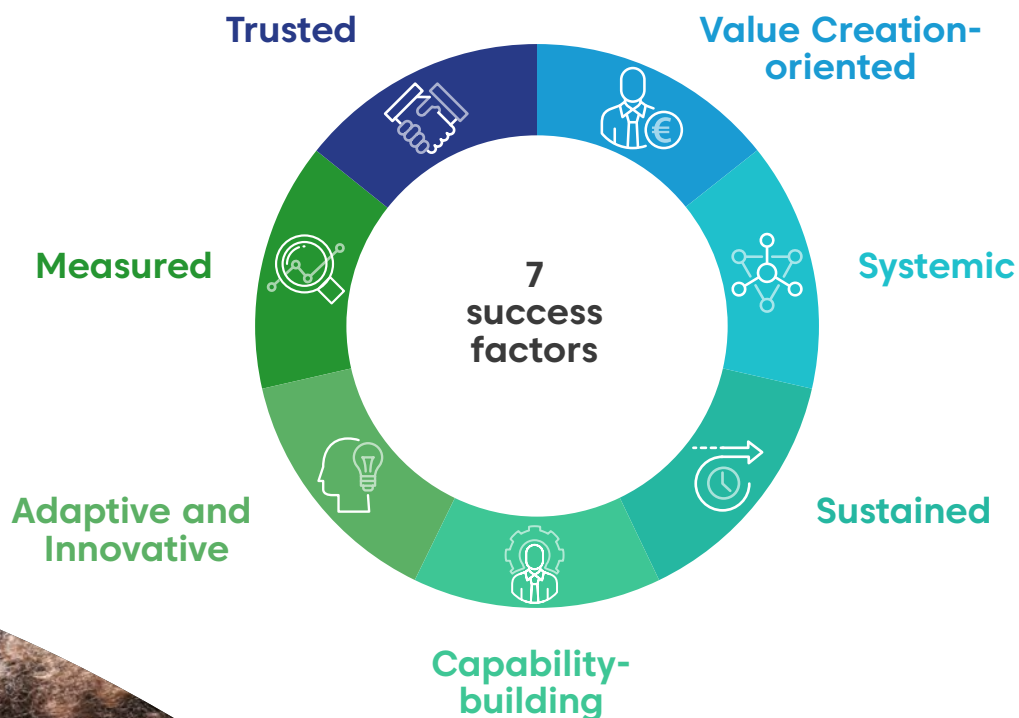 Trusted
Value Creation-
oriented
€
Measured
7
success
factors
Systemic
Adaptive and
Innovative
Sustained
Capability-
building